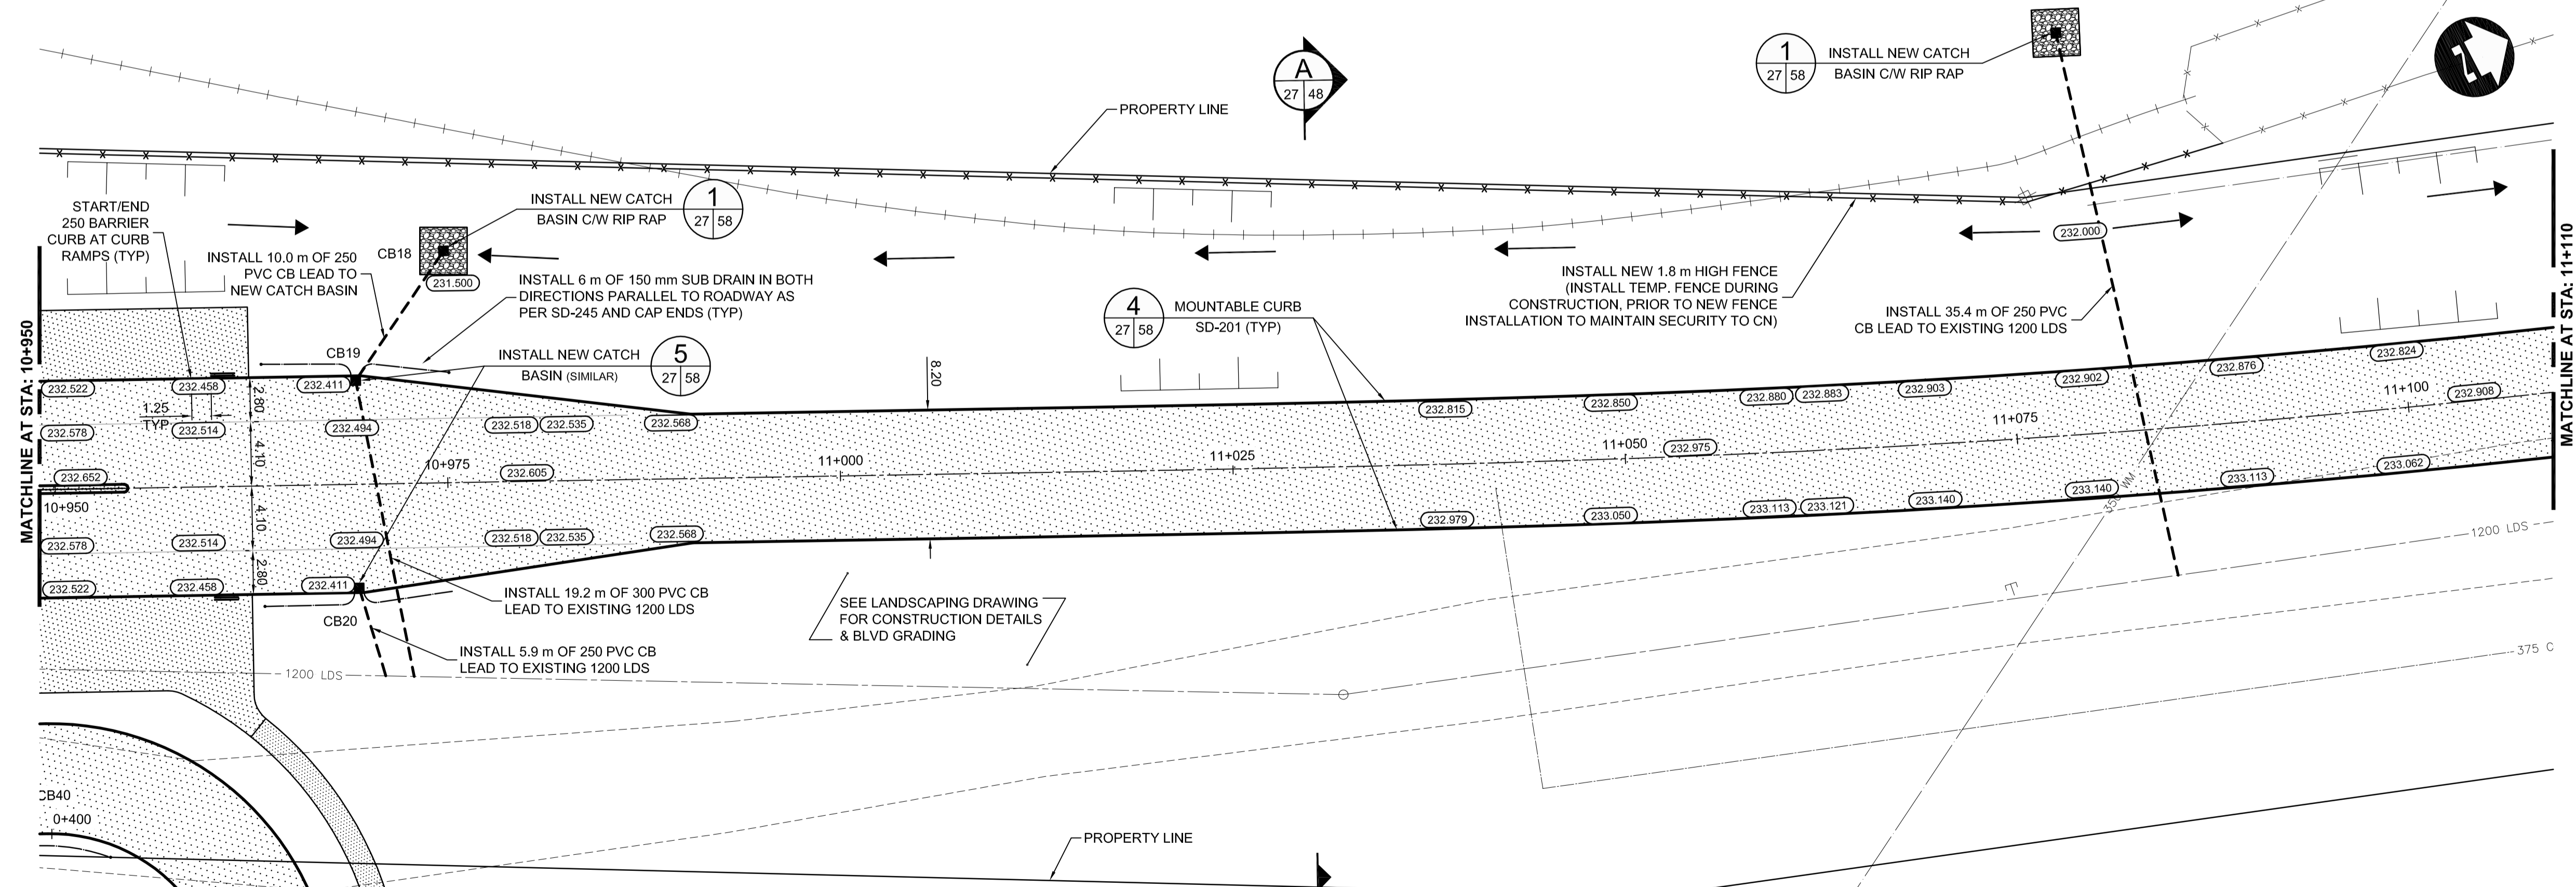 MATCHLINE AT STA: 10+950
START/END
250 BARRIER
CURB AT CURB
RAMPS (TYP)
INSTALL 10.0 m OF 250
PVC CB LEAD TO
NEW CATCH BASIN
CB18
231.500
INSTALL NEW CATCH
BASIN C/W RIP RAP
1
27 58
INSTALL 6 m OF 150 mm SUB DRAIN IN BOTH
DIRECTIONS PARALLEL TO ROADWAY AS
PER SD-245 AND CAP ENDS (TYP)
CB19
INSTALL NEW CATCH
BASIN (SIMILAR)
5
27 58
PROPERTY LINE
A
27 48
4
27 58
MOUNTABLE CURB
SD-201 (TYP)
INSTALL NEW 1.8 m HIGH FENCE
(INSTALL TEMP. FENCE DURING
CONSTRUCTION, PRIOR TO NEW FENCE
INSTALLATION TO MAINTAIN SECURITY TO CN)
1
27 58
INSTALL NEW CATCH
BASIN C/W RIP RAP
N
232.000
INSTALL 35.4 m OF 250 PVC
CB LEAD TO EXISTING 1200 LDS
MATCHLINE AT STA: 11+110
232.522
232.458
232.411
2.80
8.20
232.815
232.850
232.880
232.883
232.903
232.902
232.876
232.824
1.25
TYP
232.578
232.514
232.494
232.518
232.535
232.568
4.10
232.652
10+950
10+975
232.605
11+000
11+025
11+050
232.975
11+075
11+100
232.908
4.10
232.578
232.514
232.494
232.518
232.535
232.568
232.979
233.050
233.113
233.121
233.140
233.140
233.113
233.062
2.80
232.522
232.458
232.411
CB20
INSTALL 19.2 m OF 300 PVC CB
LEAD TO EXISTING 1200 LDS
INSTALL 5.9 m OF 250 PVC CB
LEAD TO EXISTING 1200 LDS
SEE LANDSCAPING DRAWING
FOR CONSTRUCTION DETAILS
& BLVD GRADING
350 WM
1200 LDS
1200 LDS
375 C
CB40
0+400
PROPERTY LINE